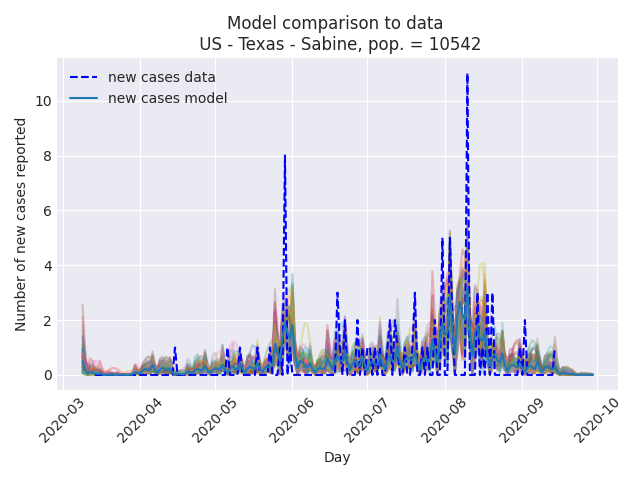 Model comparison to data
US - Texas - Sabine, pop. = 10542
new cases data
new cases model
Number of new cases reported
10
8
6
4
2
0
2020-03
2020-04
2020-05
2020-06
2020-07
2020-08
2020-09
2020-10
Day